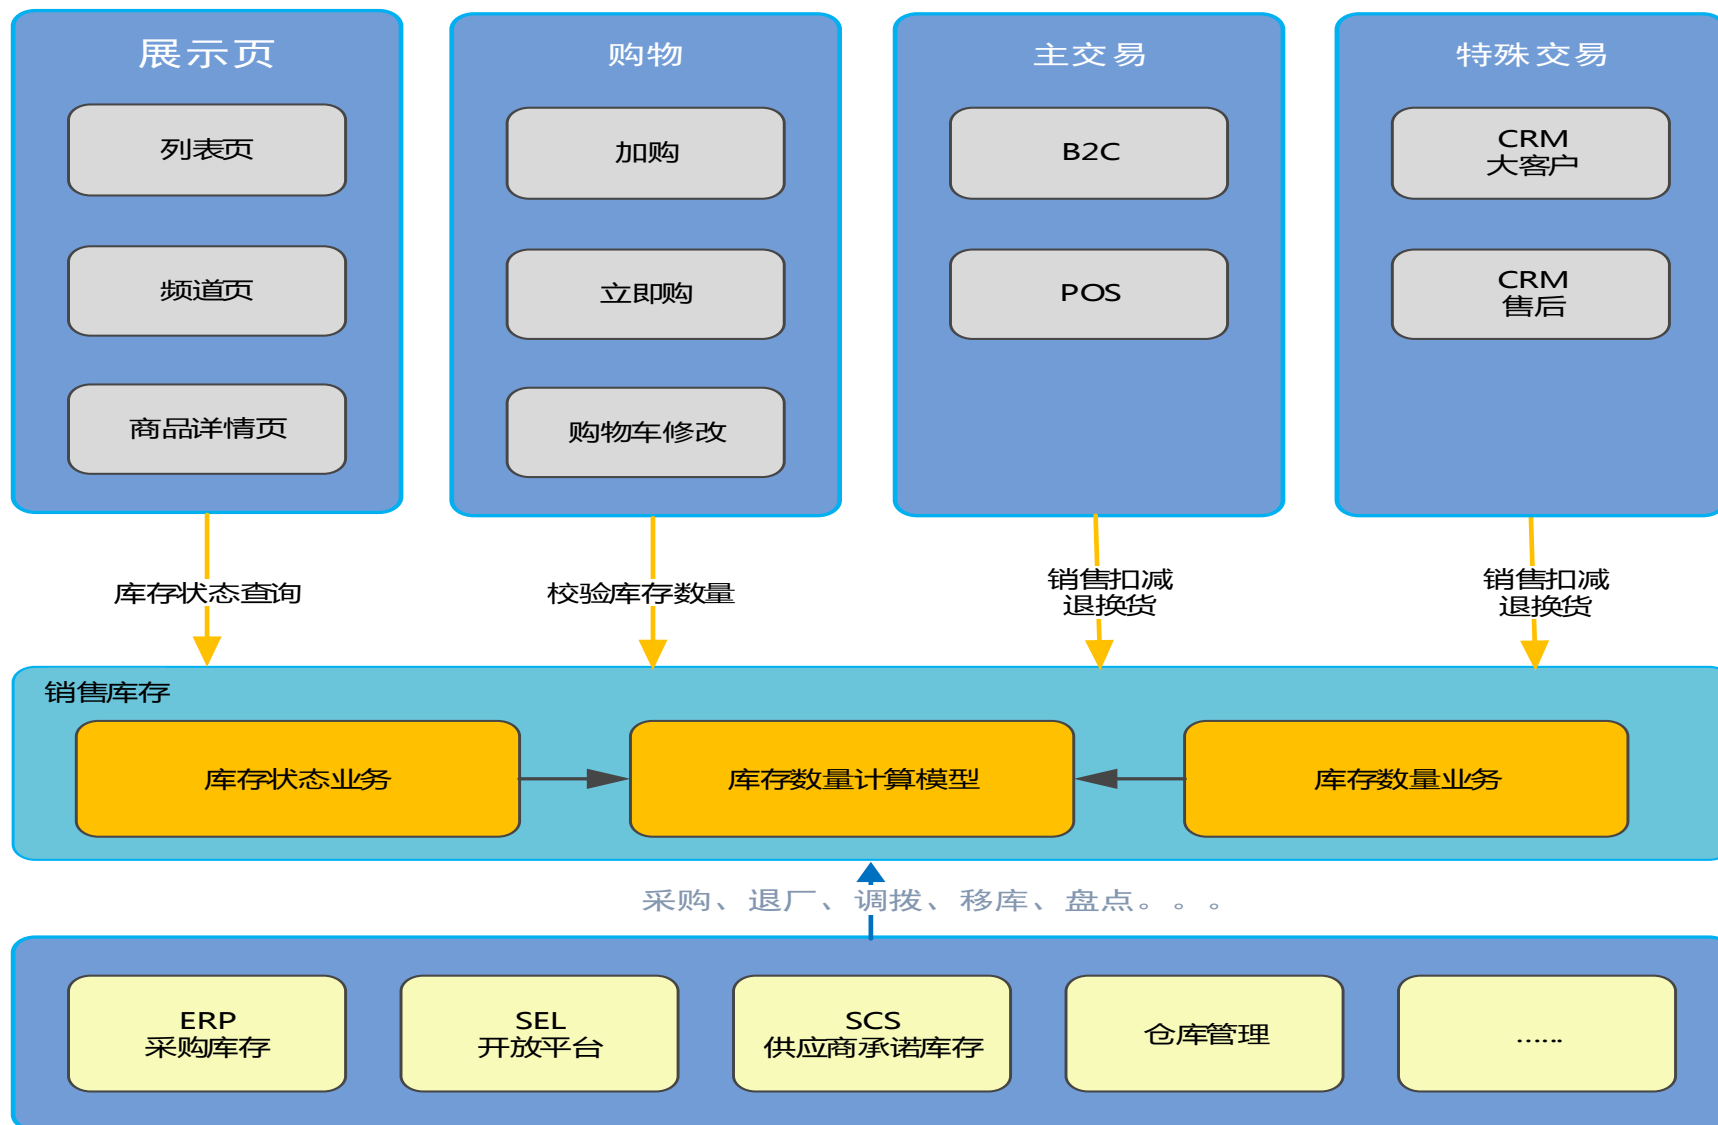 展示页
列表页
频道页
商品详情页
购物
加购
立即购
购物车修改
主交易
B2C
POS
特殊交易
CRM
大客户
CRM
售后
库存状态查询
校验库存数量
销售扣减
退换货
销售扣减
退换货
销售库存
库存状态业务
库存数量计算模型
库存数量业务
采购、退厂、调拨、移库、盘点。。。
ERP
采购库存
SEL
开放平台
SCS
供应商承诺库存
仓库管理
......